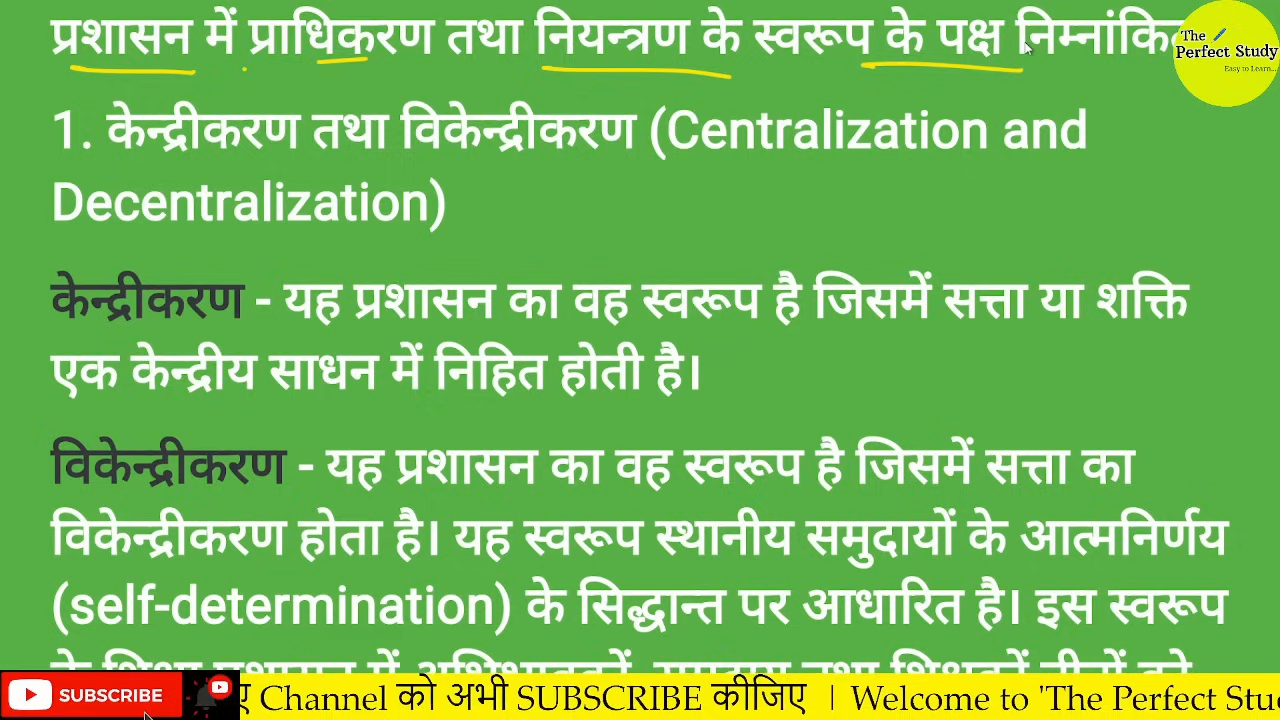 प्रशासन में प्राधिकरण तथा नियन्त्रण के स्वरूप के पक्ष
The
Perfect Study
Easy to Learn...
1. केन्द्रीकरण तथा विकेन्द्रीकरण (Centralization and
Decentralization)
केन्द्रीकरण - यह प्रशासन का वह स्वरूप है जिसमें सत्ता या शक्ति
एक केन्द्रीय साधन में निहित होती है।
विकेन्द्रीकरण - यह प्रशासन का वह स्वरूप है जिसमें सत्ता का
विकेन्द्रीकरण होता है। यह स्वरूप स्थानीय समुदायों के आत्मनिर्णय
(self-determination) के सिद्धान्त पर आधारित है। इस स्वरूप
SUBSCRIBE
Channel को अभी SUBSCRIBE कीजिए | Welcome to 'The Perfect